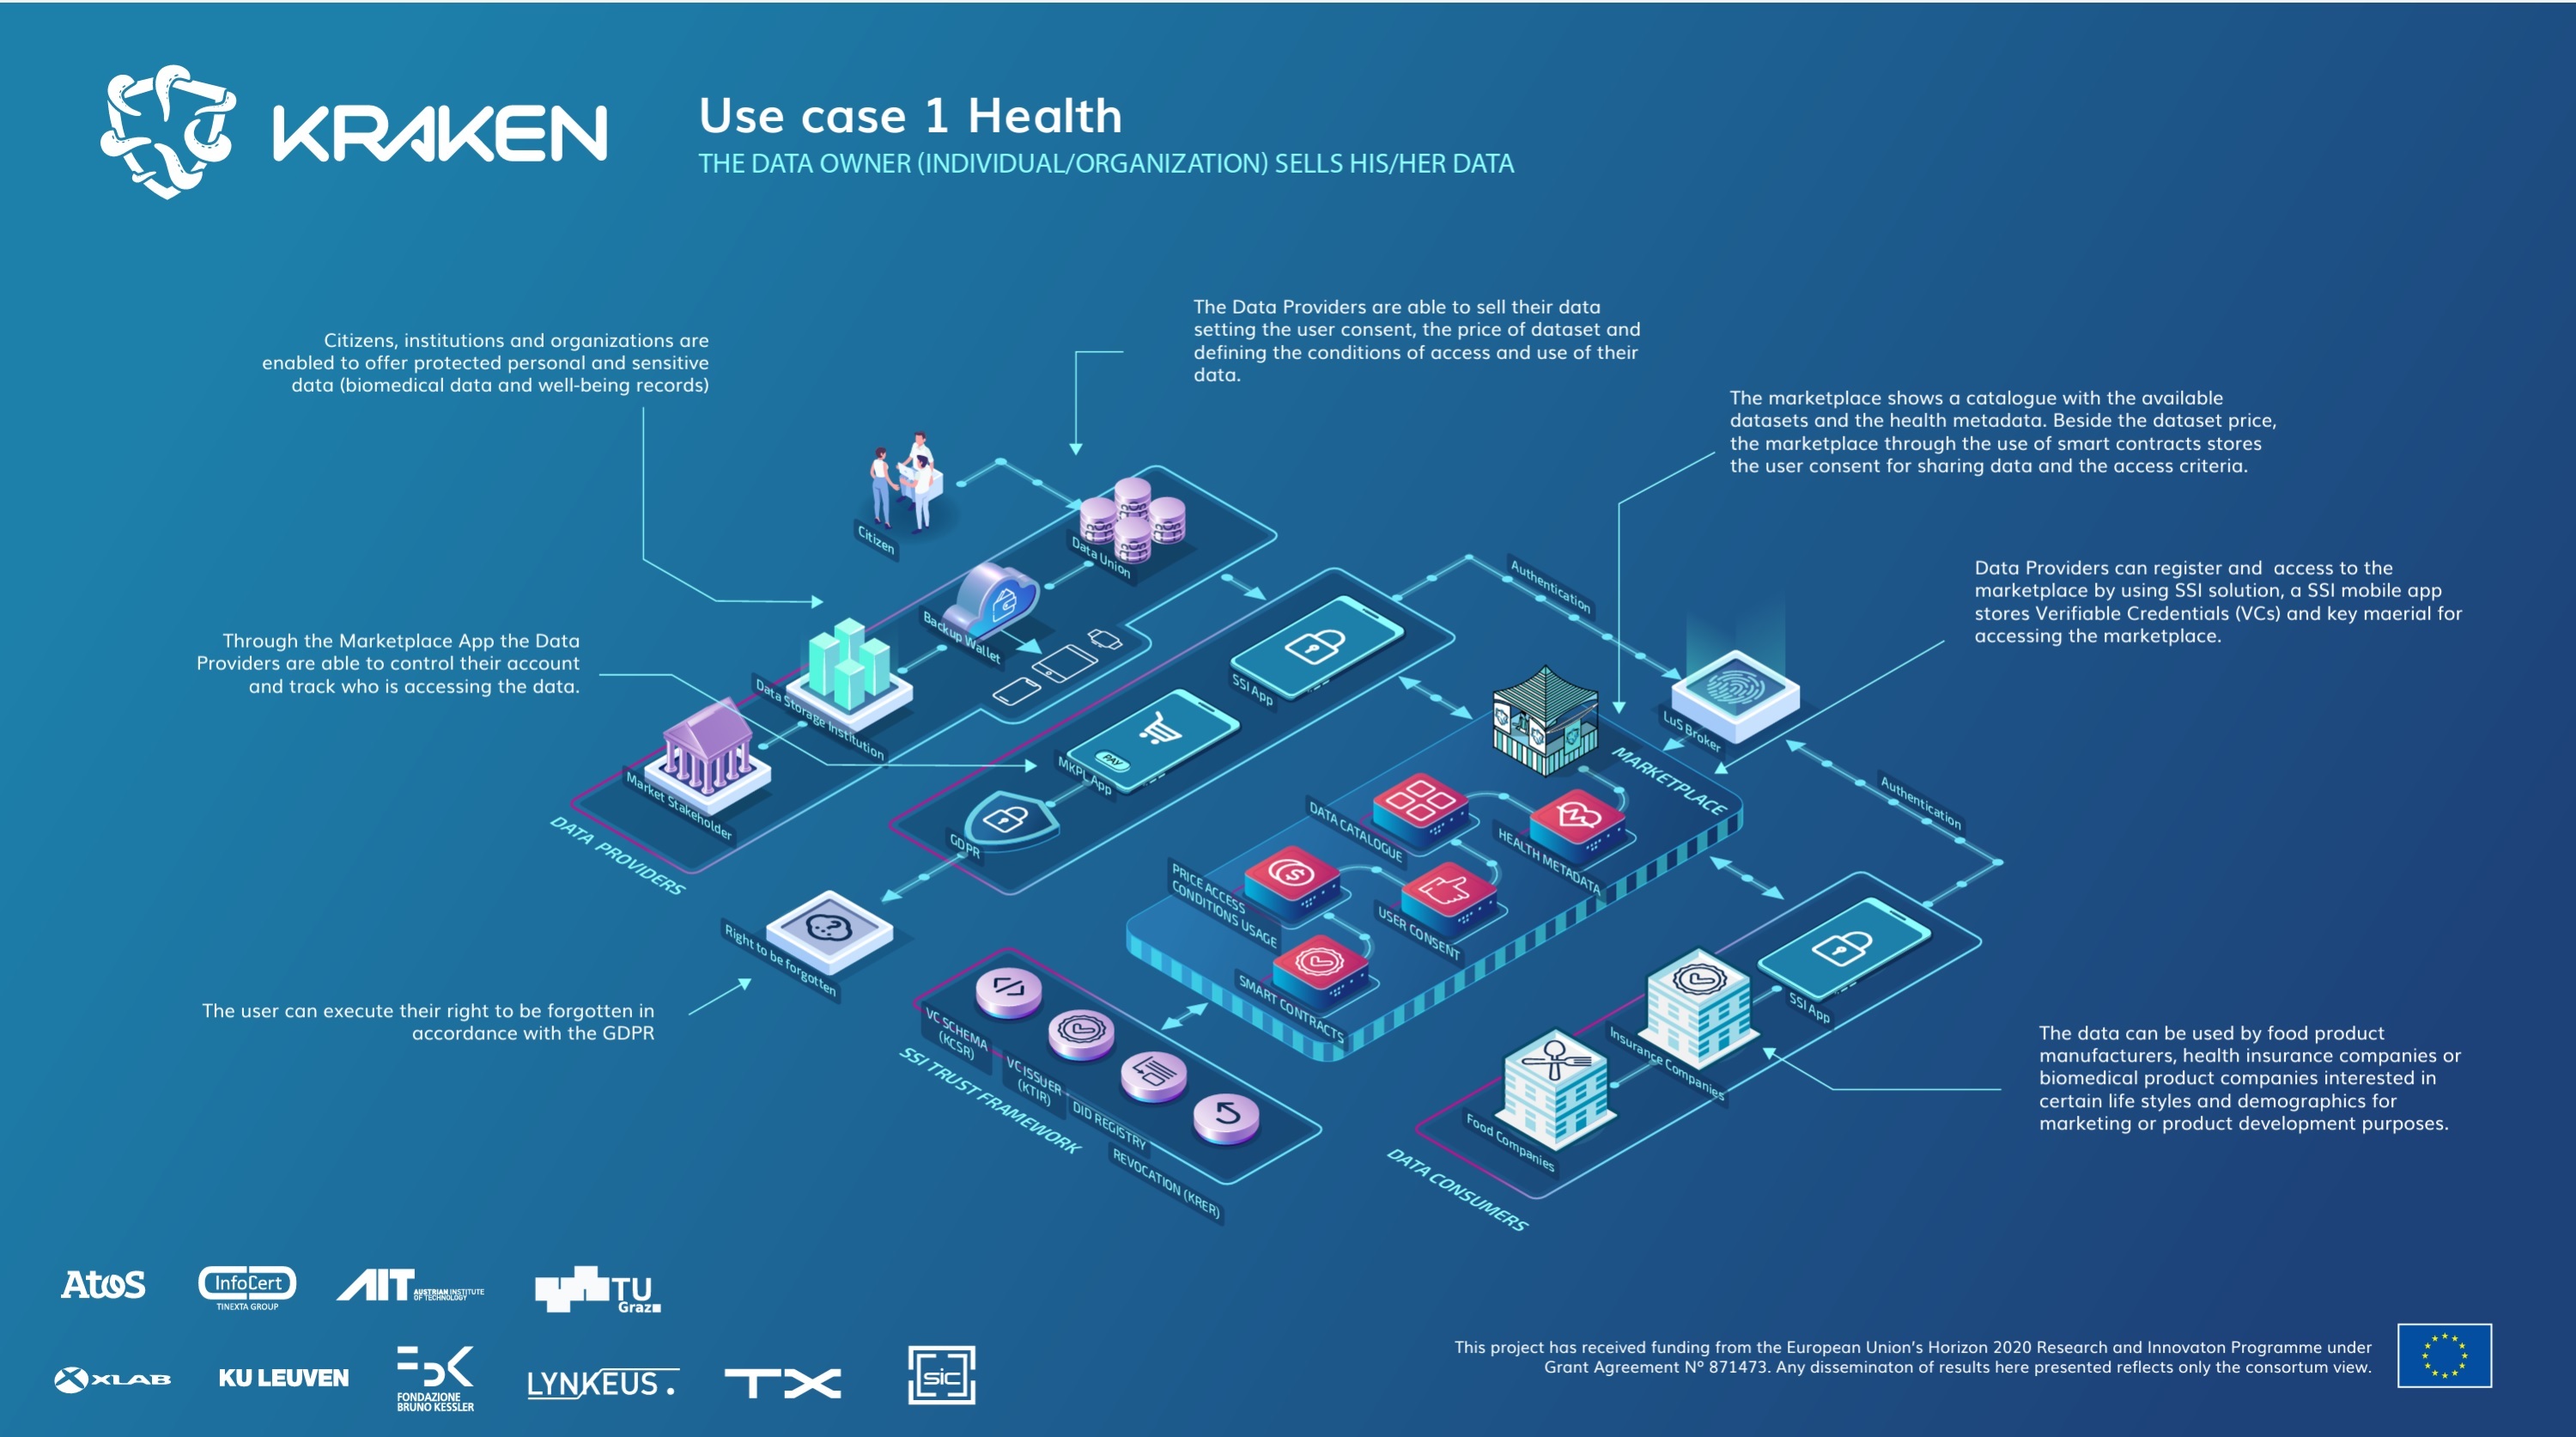 KRAKEN
Use case 1 Health
THE DATA OWNER (INDIVIDUAL/ORGANIZATION) SELLS HIS/HER DATA
The Data Providers are able to sell their data
setting the user consent, the price of dataset and
defining the conditions of access and use of their
data.
Citizens, institutions and organizations are
enabled to offer protected personal and sensitive
data (biomedical data and well-being records)
The marketplace shows a catalogue with the available
datasets and the health metadata. Beside the dataset price,
the marketplace through the use of smart contracts stores
the user consent for sharing data and the access criteria.
Data Providers can register and access to the
marketplace by using SSI solution, a SSI mobile app
stores Verifiable Credentials (VCs) and key maerial for
accessing the marketplace.
Through the Marketplace App the Data
Providers are able to control their account
and track who is accessing the data.
Citizen
Data Union
Backup Wallet
Data Storage Institution
Market Stakeholder
DATA PROVIDERS
SSI App
MKPL App
PAY
GDPR
Right to be forgotten
Authentication
LuS Broker
Authentication
MARKETPLACE
DATA CATALOGUE
HEALTH METADATA
PRICE ACCESS
CONDITIONS USAGE
USER CONSENT
SMART CONTRACTS
VC SCHEMA
(KCSR)
VC ISSUER
(KTIR)
DID REGISTRY
REVOCATION (KRER)
SSI TRUST FRAMEWORK
SSI App
Insurance Companies
Food Companies
DATA CONSUMERS
The user can execute their right to be forgotten in
accordance with the GDPR
The data can be used by food product
manufacturers, health insurance companies or
biomedical product companies interested in
certain life styles and demographics for
marketing or product development purposes.
Atos
InfoCert
TINEXTA GROUP
AIT AUSTRIAN INSTITUTE
OF TECHNOLOGY
TU
Graz
XLAB
KU LEUVEN
FBK
FONDAZIONE
BRUNO KESSLER
LYNKEUS.
TX
sic
This project has received funding from the European Union's Horizon 2020 Research and Innovaton Programme under
Grant Agreement Nº 871473. Any disseminaton of results here presented reflects only the consortum view.